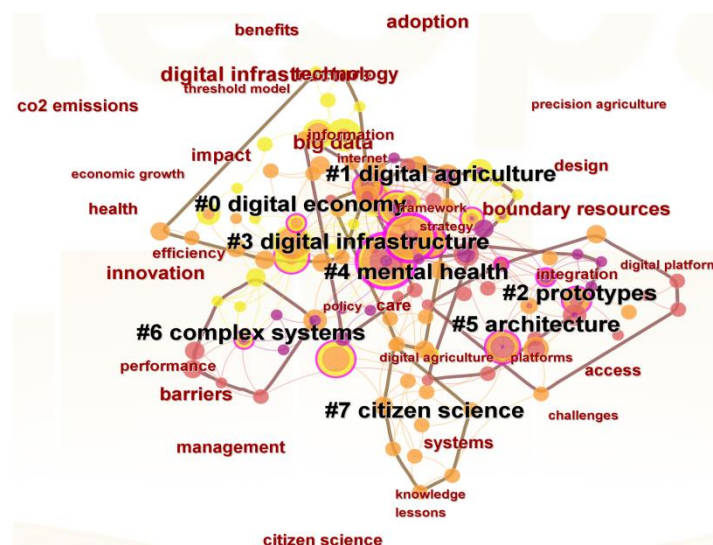 adoption
benefits
digital infrastructure
technology
threshold model
co2 emissions
precision agriculture
information
big data
impact
internet
#1 digital agriculture
design
economic growth
#0 digital economy
framework
boundary resources
health
strategy
#3 digital infrastructure
efficiency
digital platform
innovation
#4 mental health
integration
#2 prototypes
policy
care
#5 architecture
#6 complex systems
digital agriculture
platforms
performance
access
barriers
#7 citizen science
challenges
management
systems
knowledge
lessons
citizen science